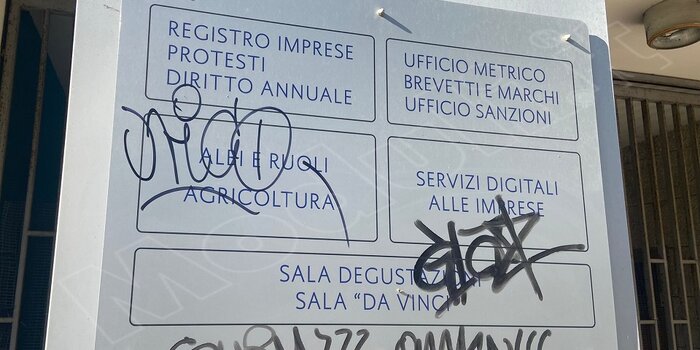 REGISTRO IMPRESE
PROTESTI
DIRITTO ANNUALE
UFFICIO METRICO
BREVETTI E MARCHI
UFFICIO SANZIONI
ALBI E RUOLI
AGRICOLTURA
SERVIZI DIGITALI
ALLE IMPRESE
SALA DEGUSTAZIONI
SALA “DA VINCI”